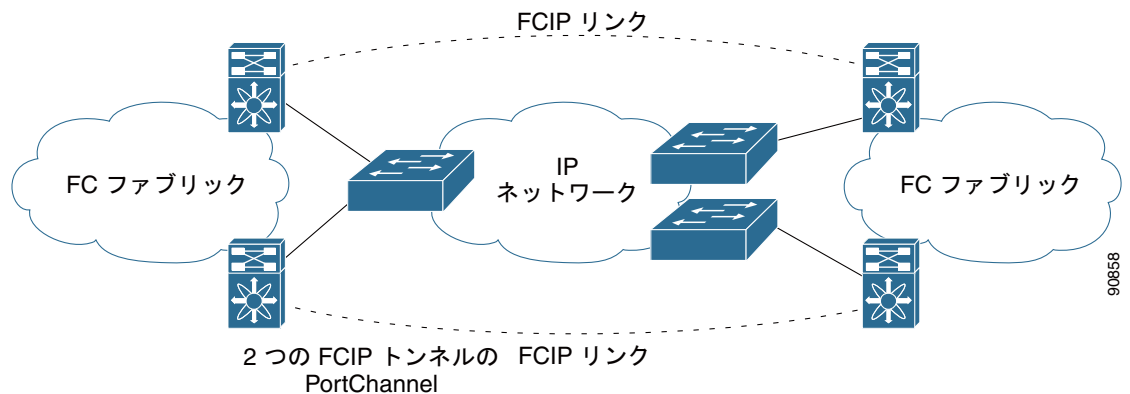 FCIP リンク
FC ファブリック
IP
ネットワーク
FC ファブリック
90858
2 つの FCIP トンネルの FCIP リンク
PortChannel